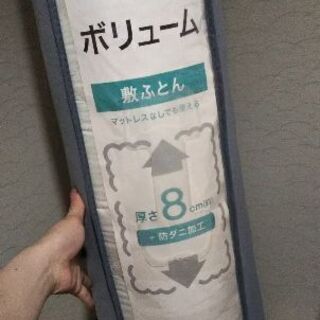 ボリューム
敷ふとん
マットレスなしでも使える
厚さ8cm
+防ダニ加工